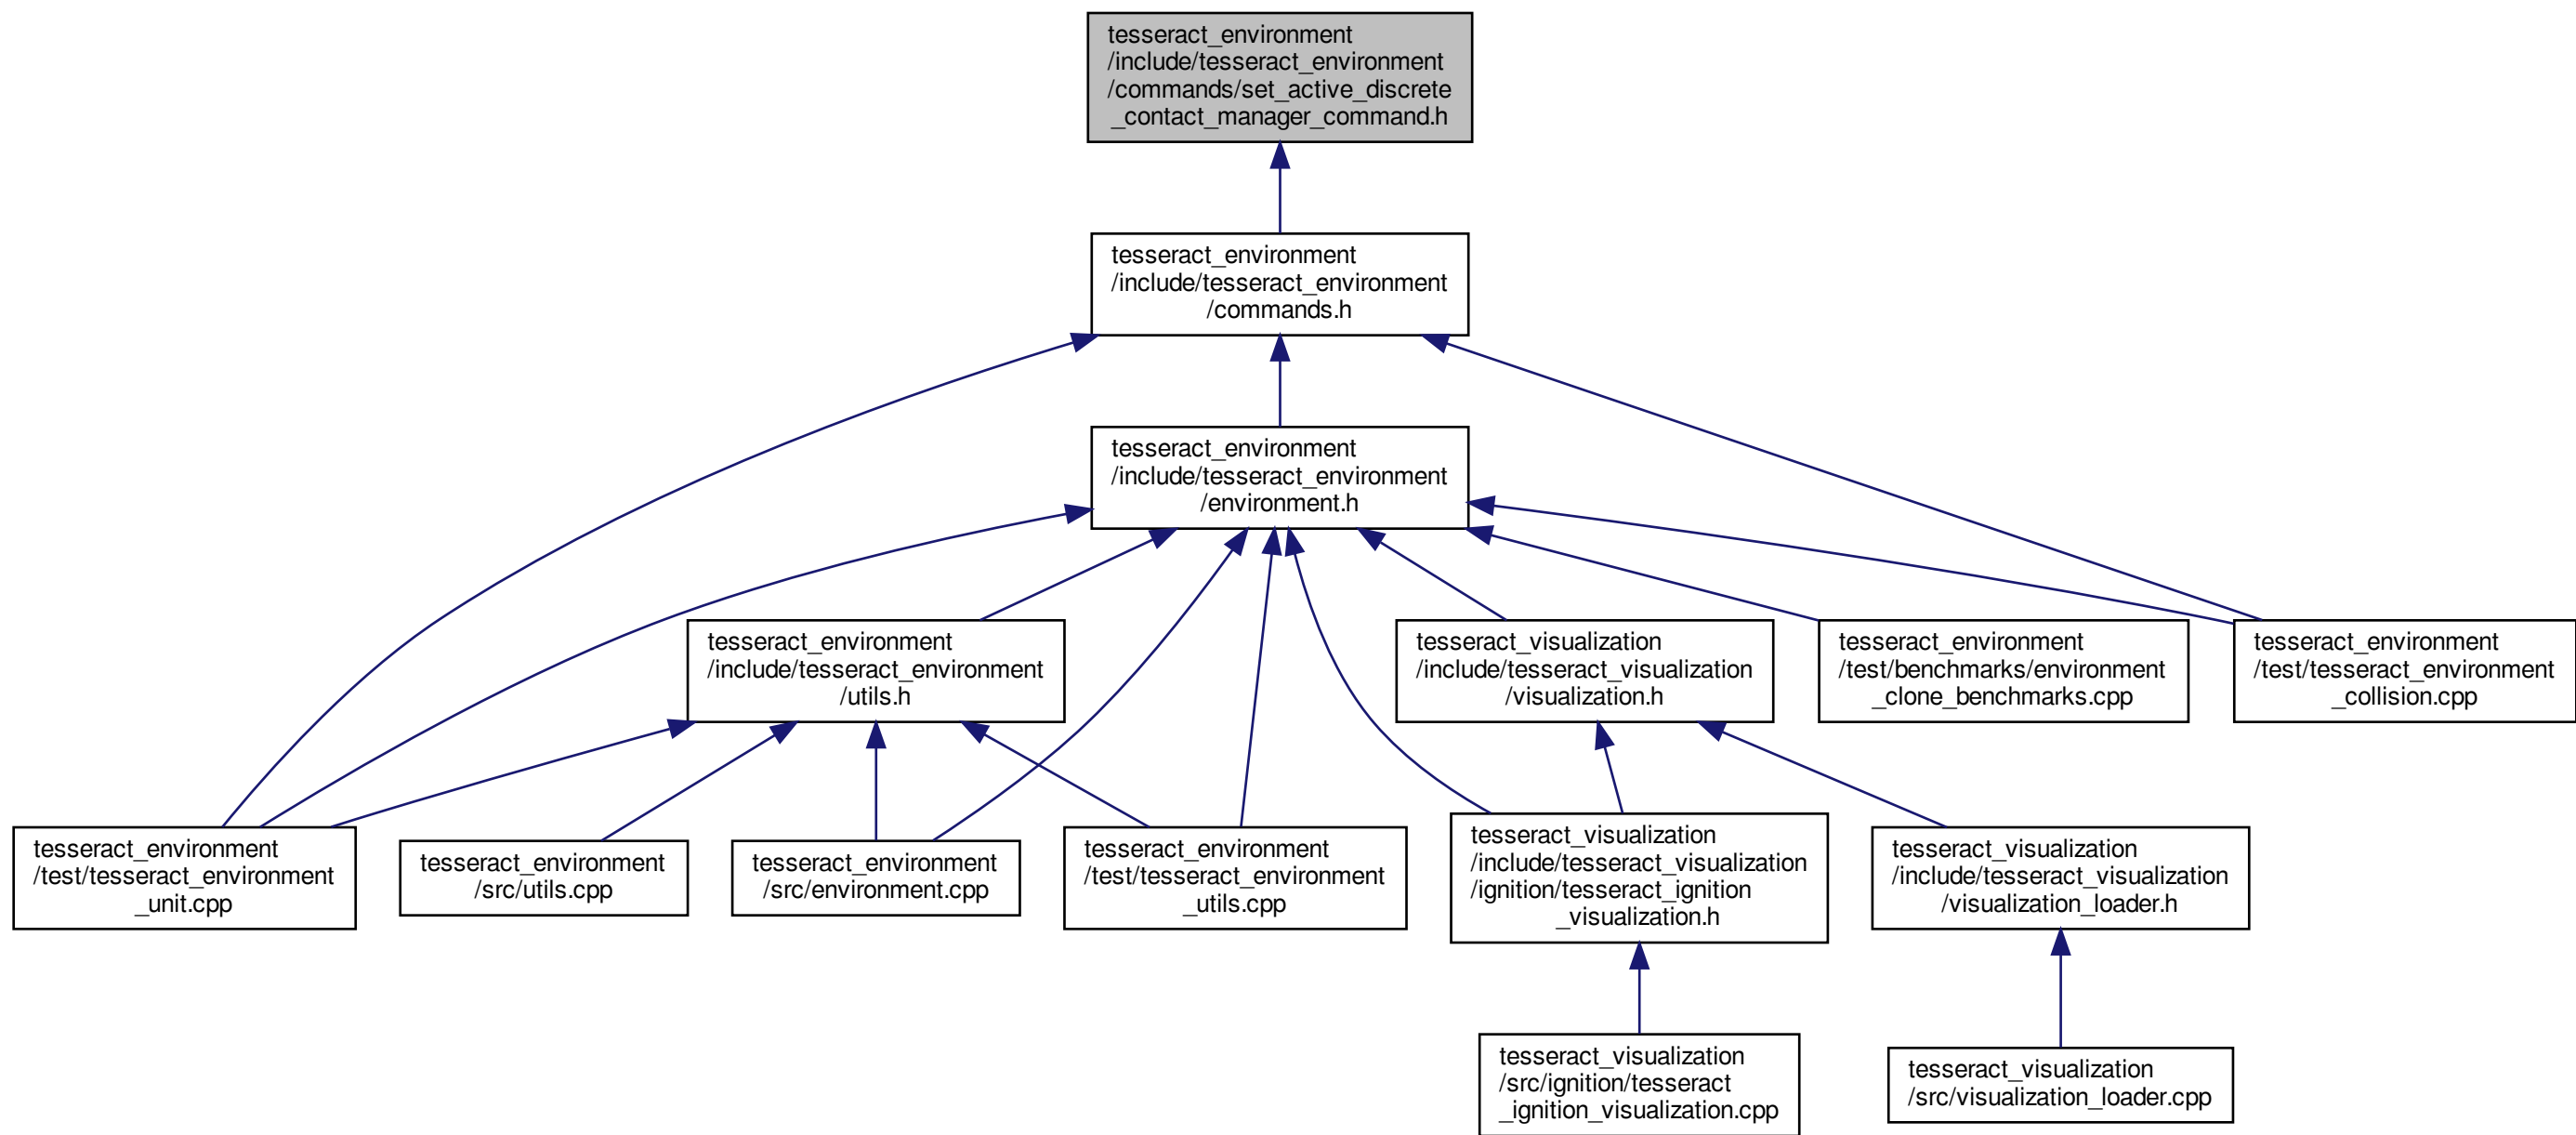 tesseract_environment
/include/tesseract_environment
/commands/set_active_discrete
_contact_manager_command.h
tesseract_environment
/include/tesseract_environment
/commands.h
tesseract_environment
/include/tesseract_environment
/environment.h
tesseract_environment
/include/tesseract_environment
/utils.h
tesseract_visualization
/include/tesseract_visualization
/visualization.h
tesseract_environment
/test/benchmarks/environment
_clone_benchmarks.cpp
tesseract_environment
/test/tesseract_environment
_collision.cpp
tesseract_environment
/test/tesseract_environment
_unit.cpp
tesseract_environment
/src/utils.cpp
tesseract_environment
/src/environment.cpp
tesseract_environment
/test/tesseract_environment
_utils.cpp
tesseract_visualization
/include/tesseract_visualization
/ignition/tesseract_ignition
_visualization.h
tesseract_visualization
/include/tesseract_visualization
/visualization_loader.h
tesseract_visualization
/src/ignition/tesseract
_ignition_visualization.cpp
tesseract_visualization
/src/visualization_loader.cpp